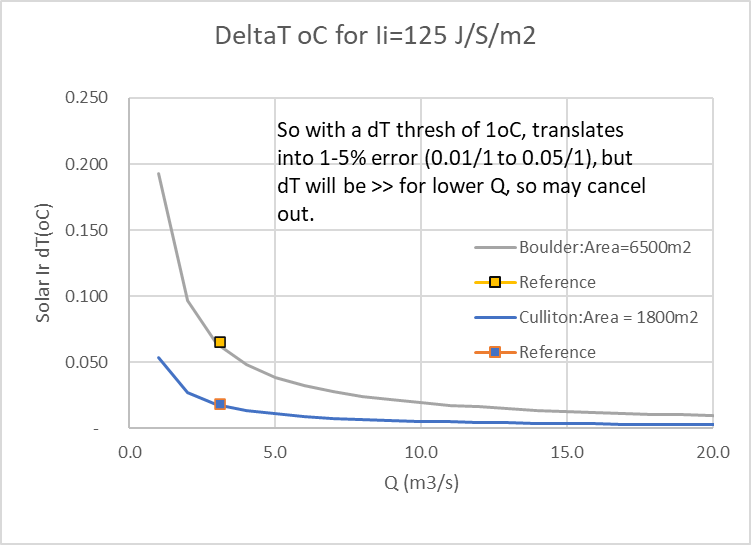 DeltaT oC for Ii=125 J/S/m2
0.250
0.200
0.150
0.100
0.050
-
Solar Ir dT(oC)
So with a dT thresh of 1oC, translates
into 1-5% error (0.01/1 to 0.05/1), but
dT will be >> for lower Q, so may cancel
out.
Boulder:Area=6500m2
Reference
Culliton:Area = 1800m2
Reference
0.0 5.0 10.0 15.0 20.0
Q (m3/s)